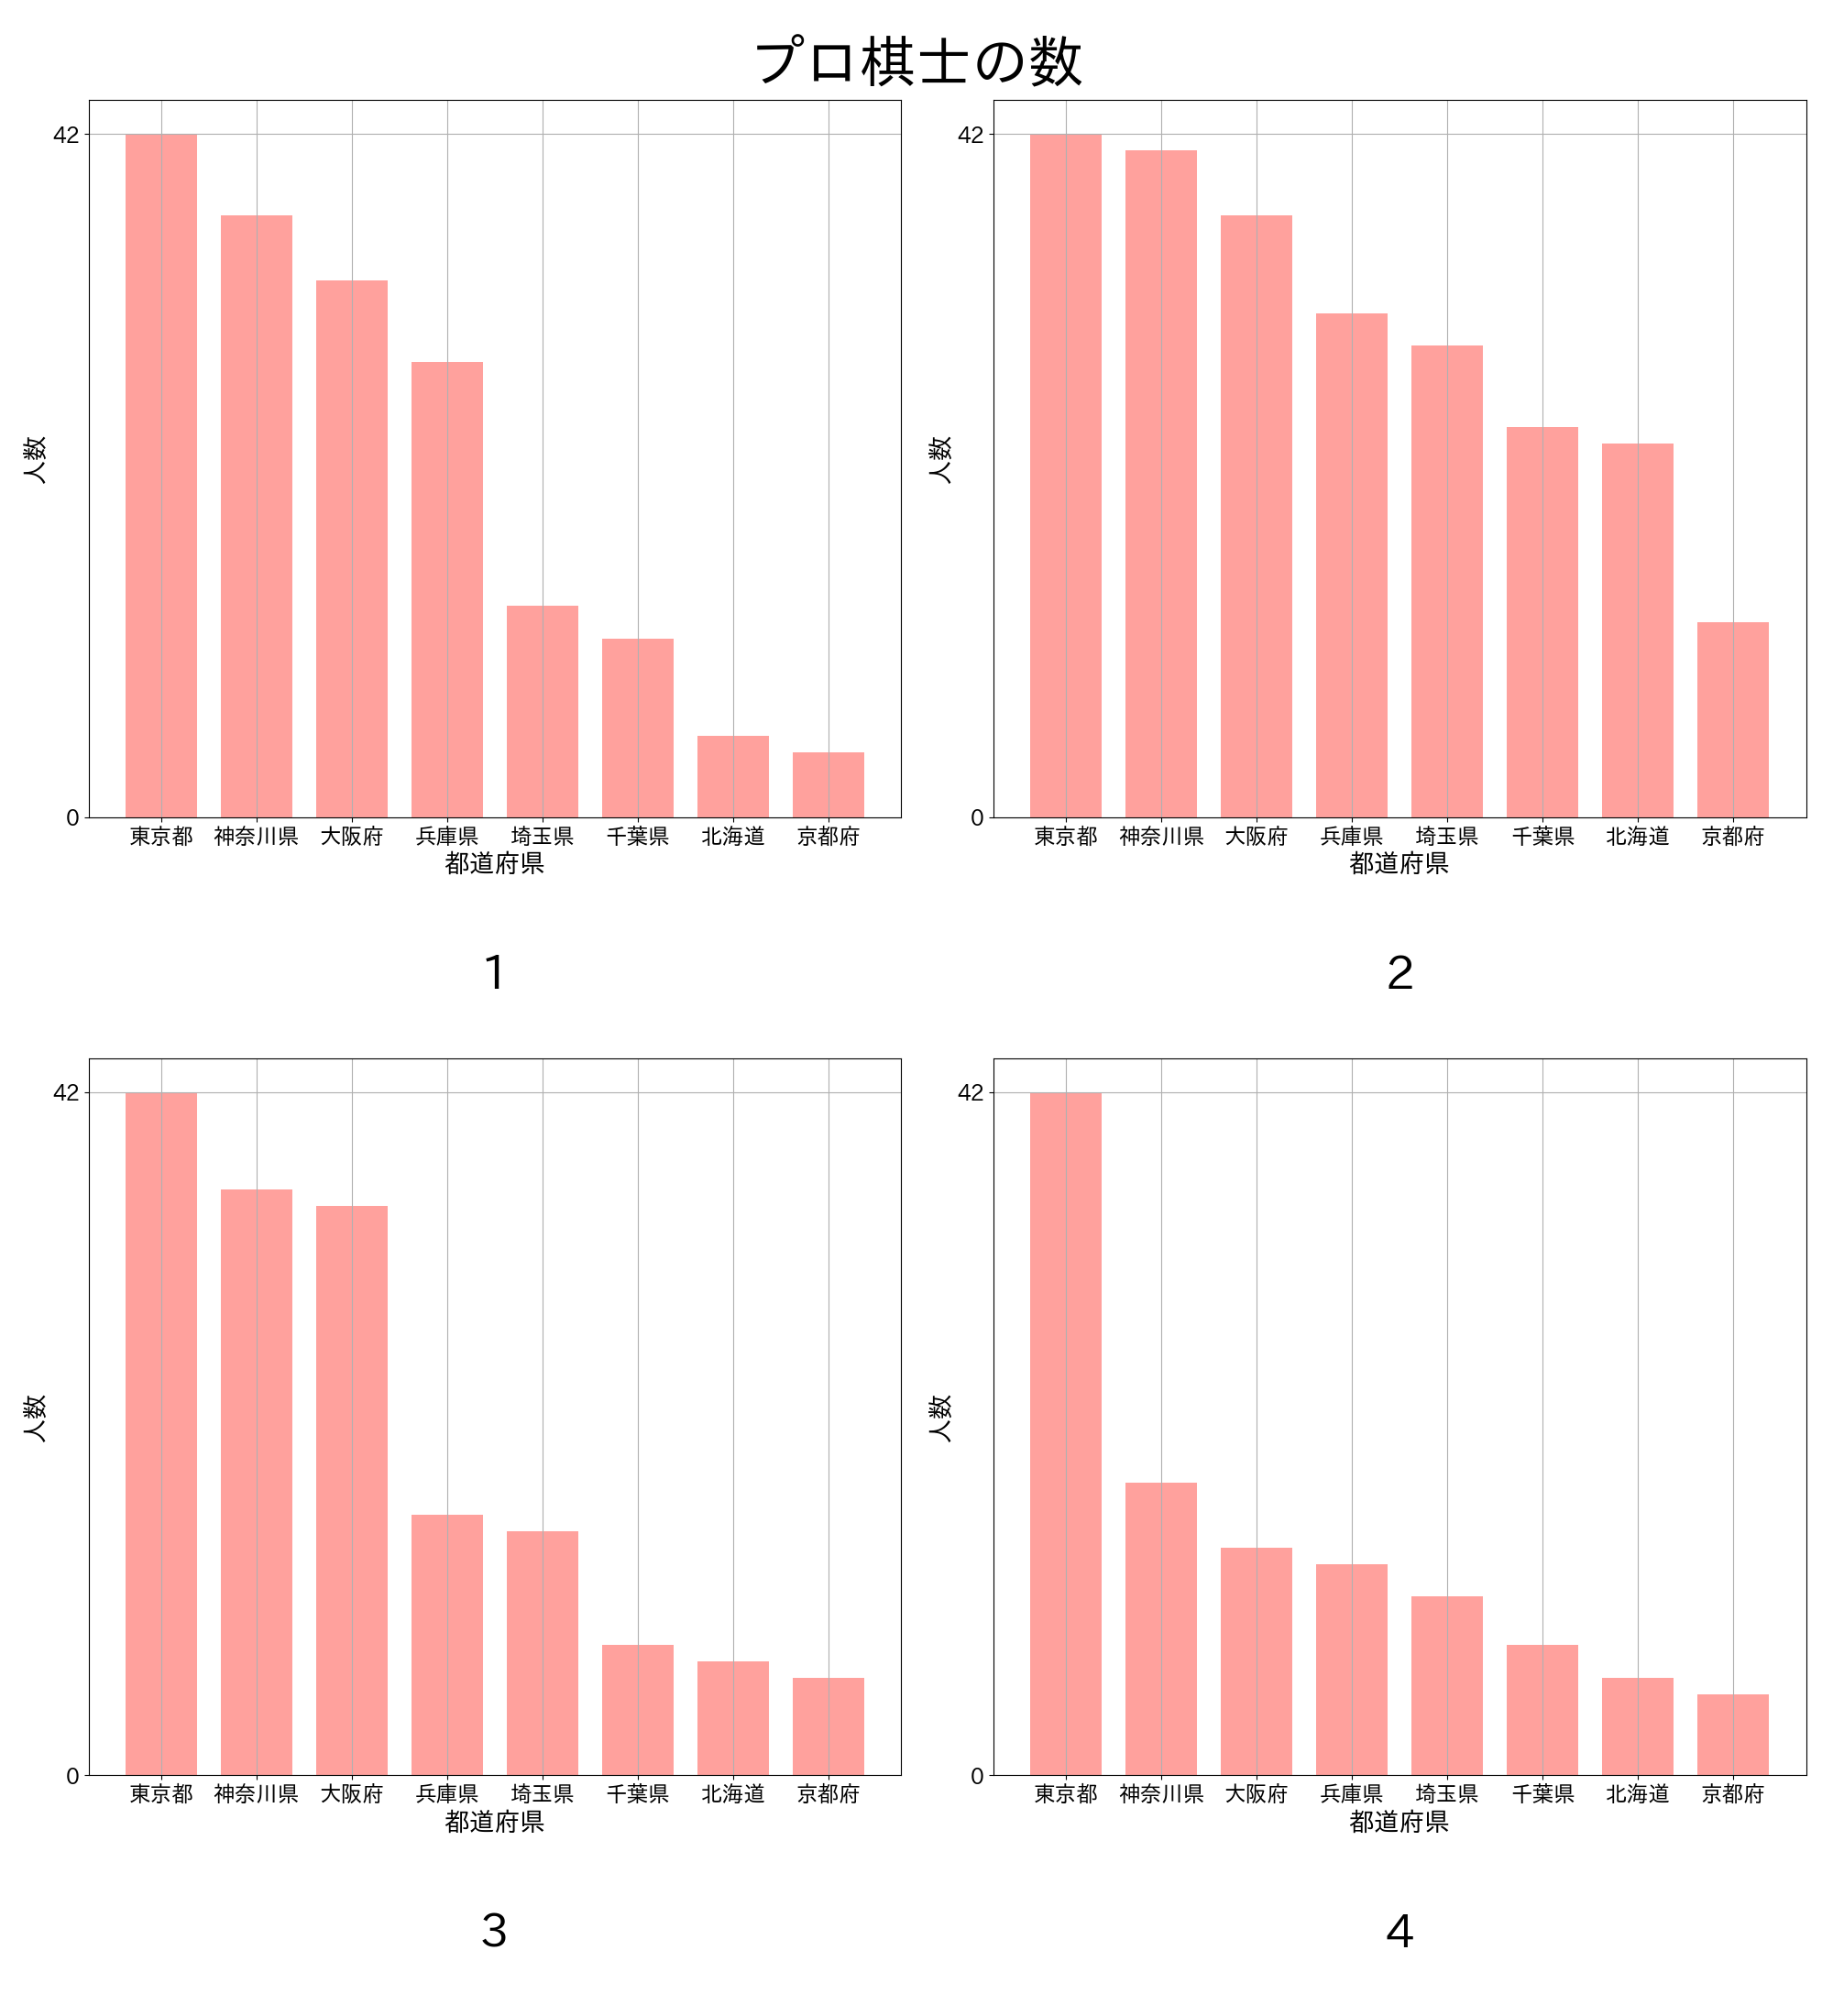 プロ棋士の数
42
0
人数
東京都 神奈川県 大阪府 兵庫県 埼玉県 千葉県 北海道 京都府
都道府県
1
42
0
人数
東京都 神奈川県 大阪府 兵庫県 埼玉県 千葉県 北海道 京都府
都道府県
2
42
0
人数
東京都 神奈川県 大阪府 兵庫県 埼玉県 千葉県 北海道 京都府
都道府県
3
42
0
人数
東京都 神奈川県 大阪府 兵庫県 埼玉県 千葉県 北海道 京都府
都道府県
4